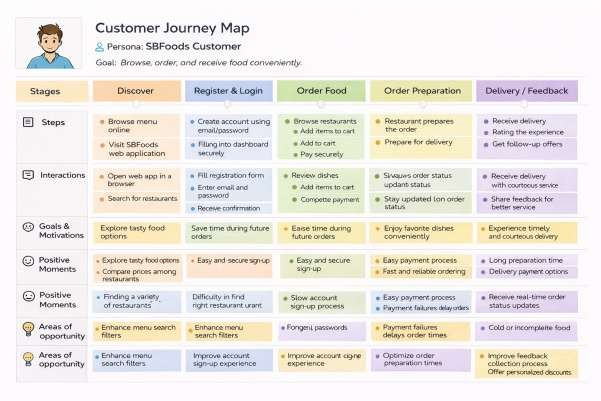 Customer Journey Map
Persona: SBFoods Customer
Goal: Browse, order, and receive food conveniently.
Stages
Discover
Register & Login
Order Food
Order Preparation
Delivery / Feedback
Steps
Browse menu
online
Visit SBFoods
web application
Create account using
email/password
Filling into dashboard
securely
Browse restaurants
Add items to cart
Add to cart
Pay securely
Restaurant prepares
the order
Prepare for delivery
Receive delivery
Rating the experience
Get follow-up offers
Interactions
Open web app in a
browser
Search for restaurants
Fill registration form
Enter email and
password
Receive confirmation
Review dishes
Add items to cart
payment
order status
status
Stay updated
order
status
Receive delivery
with courteous service
Share feedback for
better service
Goals &
Motivations
Explore tasty food
options
Save time during future
orders
Ease time during
future orders
Enjoy favorite dishes
conveniently
Experience timely
and courteous delivery
Positive
Moments
Explore tasty food options
Compare prices among
restaurants
Easy and secure sign-up
Easy and secure
sign-up
Easy payment process
Fast and reliable ordering
Long preparation time
Delivery payment options
Positive
Moments
Finding a variety
of restaurants
Difficulty in find
right restaurant
Slow account
sign-up process
Easy payment process
Payment failures
Receive real-time order
status updates
Areas of
opportunity
Enhance menu search
filters
Enhance menu search
filters
passwords
Payment failures
delays order times
Cold or incomplete food
Areas of
opportunity
Enhance menu
search filters
Improve account
sign-up experience
Improve account
experience
Optimize order
preparation times
Improve feedback
collection process
Offer personalized discounts